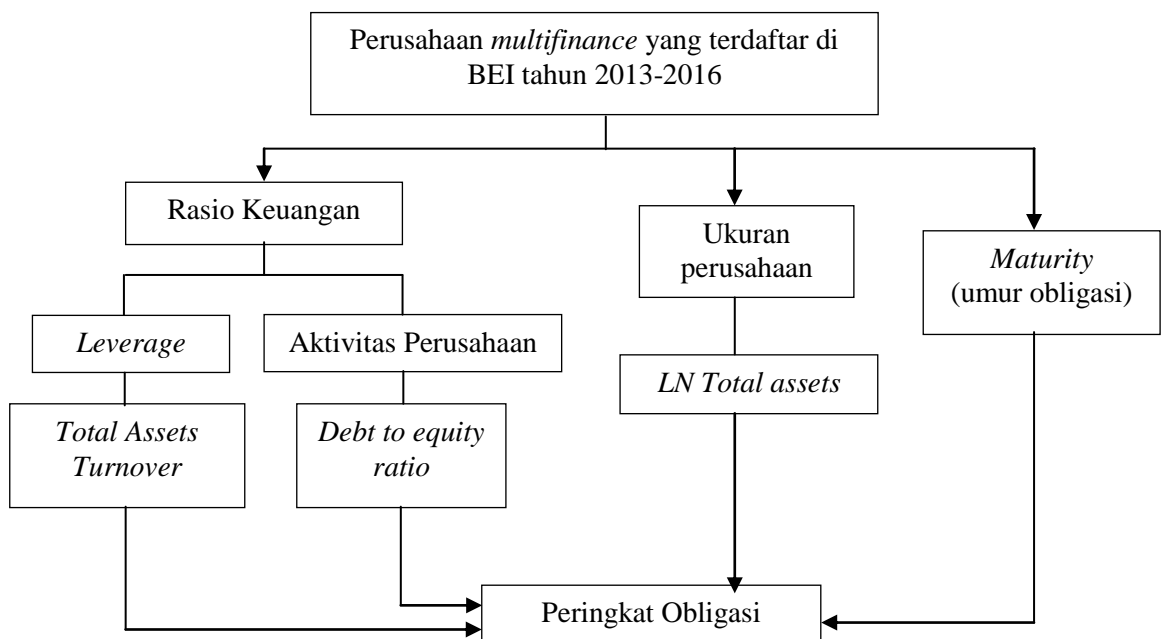 Perusahaan multifinance yang terdaftar di
BEI tahun 2013-2016
Rasio Keuangan
Ukuran
perusahaan
Maturity
(umur obligasi)
Leverage
Aktivitas Perusahaan
LN Total assets
Total Assets
Turnover
Debt to equity
ratio
Peringkat Obligasi